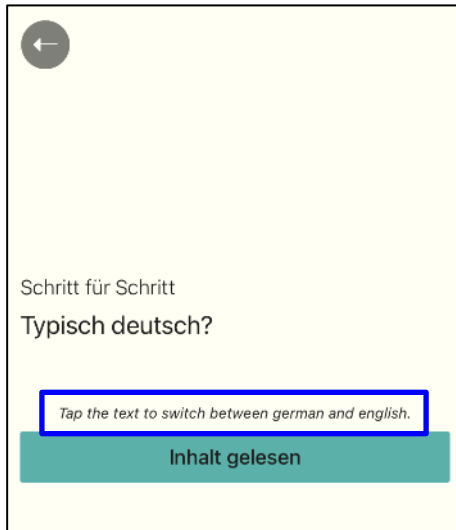 Schritt für Schritt
Typisch deutsch?
Tap the text to switch between german and english.
Inhalt gelesen